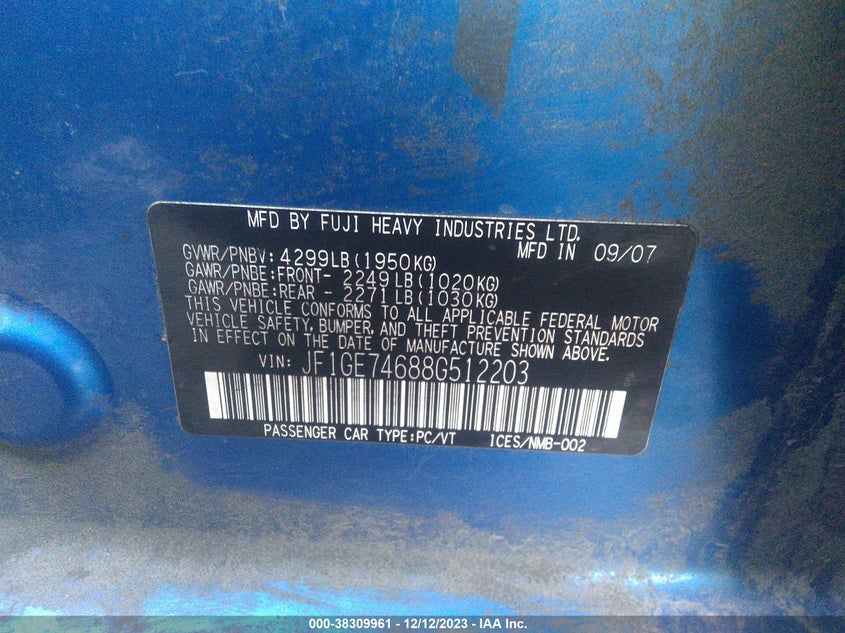 MFD BY FUJI HEAVY INDUSTRIES LTD.
MFD IN 09/07
GVWR/PNBV: 4299LB(1950KG)
GAWR/PNBE:FRONT- 2249LB(1020KG)
GAWR/PNBE:REAR - 2271LB(1030KG)
THIS VEHICLE CONFORMS TO ALL APPLICABLE FEDERAL MOTOR
VEHICLE SAFETY, BUMPER, AND THEFT PREVENTION STANDARDS
IN EFFECT ON THE DATE OF MANUFACTURE SHOWN ABOVE.
VIN: JF1GE74688G512203
PASSENGER CAR TYPE:PC/VT ICES/NMB-002
000-38309961 - 12/12/2023 - IAA Inc.